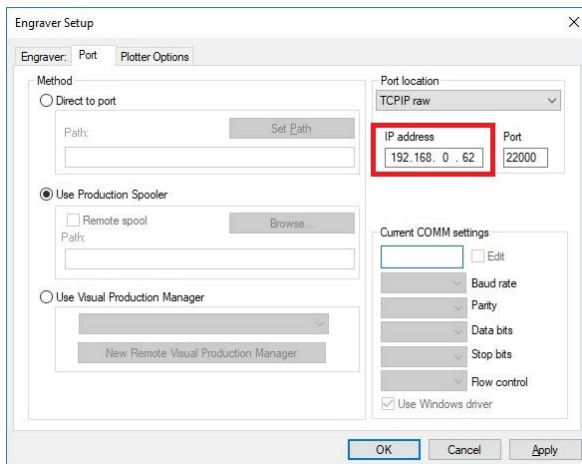 Engraver Setup
Engraver: Port Plotter Options
Method
Direct to port
Path:
Set Path
Use Production Spooler
Remote spool
Browse...
Path:
Use Visual Production Manager
New Remote Visual Production Manager
Port location
TCPIP raw
IP address
Port
192.168. 0 . 62
22000
Current COMM settings
Edit
Baud rate
Parity
Data bits
Stop bits
Flow control
Use Windows driver
OK Cancel Apply